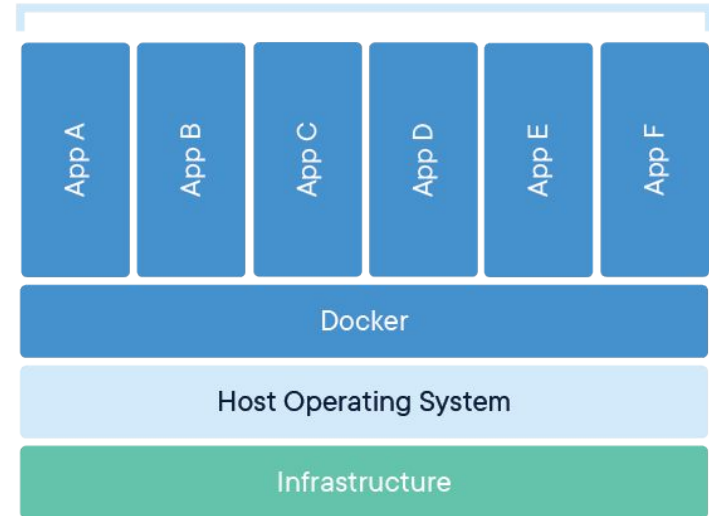 App A
App B
App C
App D
App E
App F
Docker
Host Operating System
Infrastructure